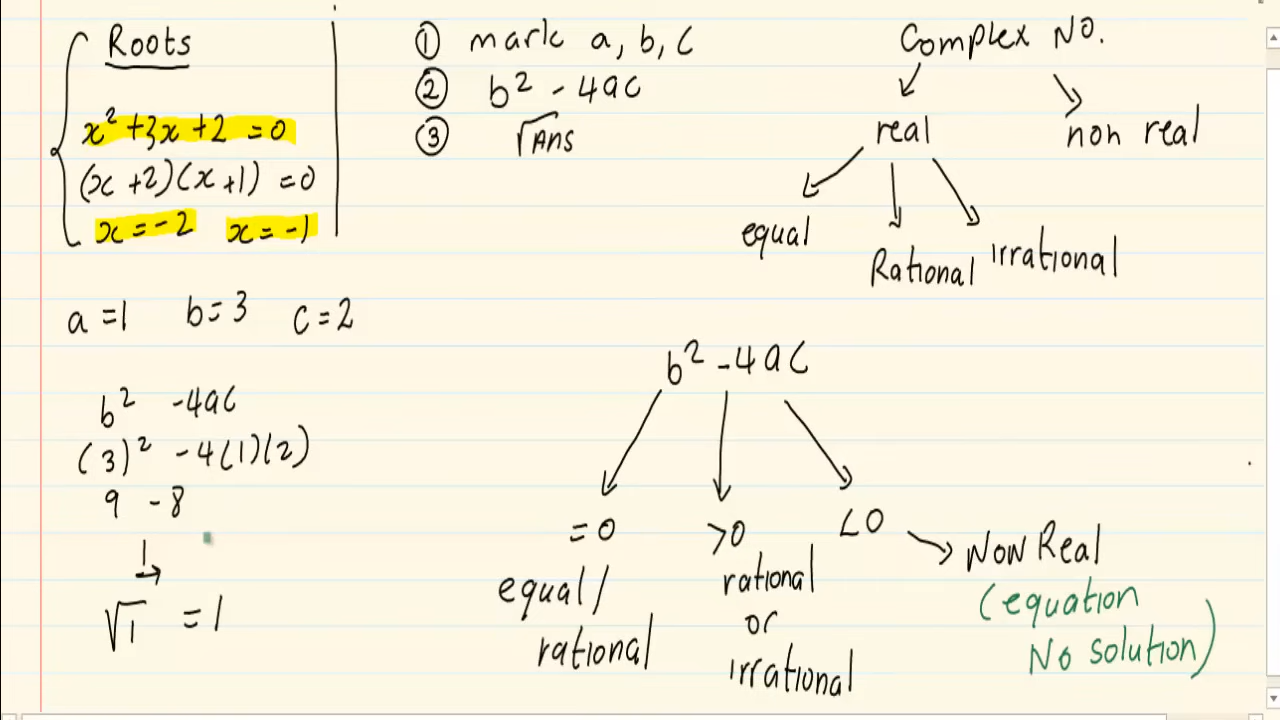 Roots
x² + 3x + 2 = 0
(x + 2)(x + 1) = 0
x = -2 x = -1
a = 1 b = 3 c = 2
b² - 4ac
(3)² - 4(1)(2)
9 - 8
1
√1 = 1
① mark a, b, c
② b² - 4ac
③ √Ans
Complex No.
real non real
equal Rational irrational
b² - 4ac
= 0 > 0 < 0
equal/
rational
rational
or
irrational
Non Real
(equation
No solution)